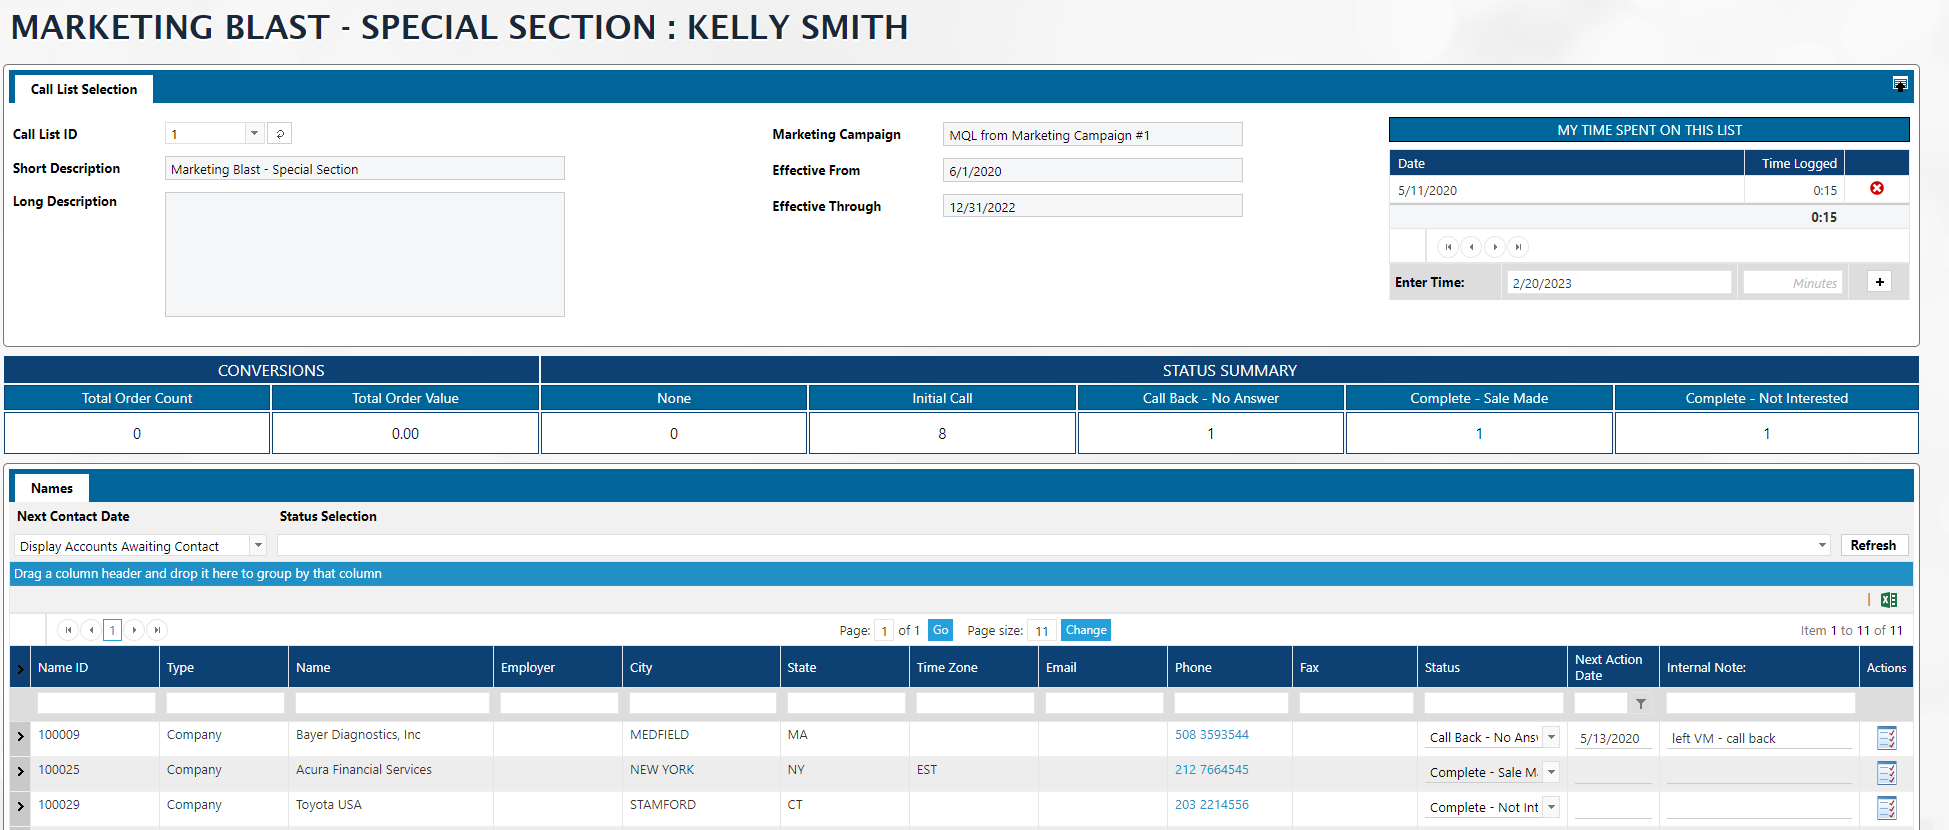 MARKETING BLAST - SPECIAL SECTION : KELLY SMITH
Call List Selection
Call List ID
1
Short Description
Marketing Blast - Special Section
Long Description
Marketing Campaign
MQL from Marketing Campaign #1
Effective From
6/1/2020
Effective Through
12/31/2022
MY TIME SPENT ON THIS LIST
Date Time Logged
5/11/2020 0:15
0:15
Enter Time: 2/20/2023 Minutes +
CONVERSIONS STATUS SUMMARY
Total Order Count Total Order Value None Initial Call Call Back - No Answer Complete - Sale Made Complete - Not Interested
0 0.00 0 8 1 1 1
Names
Next Contact Date Status Selection
Display Accounts Awaiting Contact Refresh
Drag a column header and drop it here to group by that column
1 Page: 1 of 1 Go Page size: 11 Change Item 1 to 11 of 11
Name ID Type Name Employer City State Time Zone Email Phone Fax Status Next Action Date Internal Note: Actions
100009 Company Bayer Diagnostics, Inc MEDFIELD MA 508 3593544 Call Back - No Ans 5/13/2020 left VM - call back
100025 Company Acura Financial Services NEW YORK NY EST 212 7664545 Complete - Sale M
100029 Company Toyota USA STAMFORD CT 203 2214556 Complete - Not Int